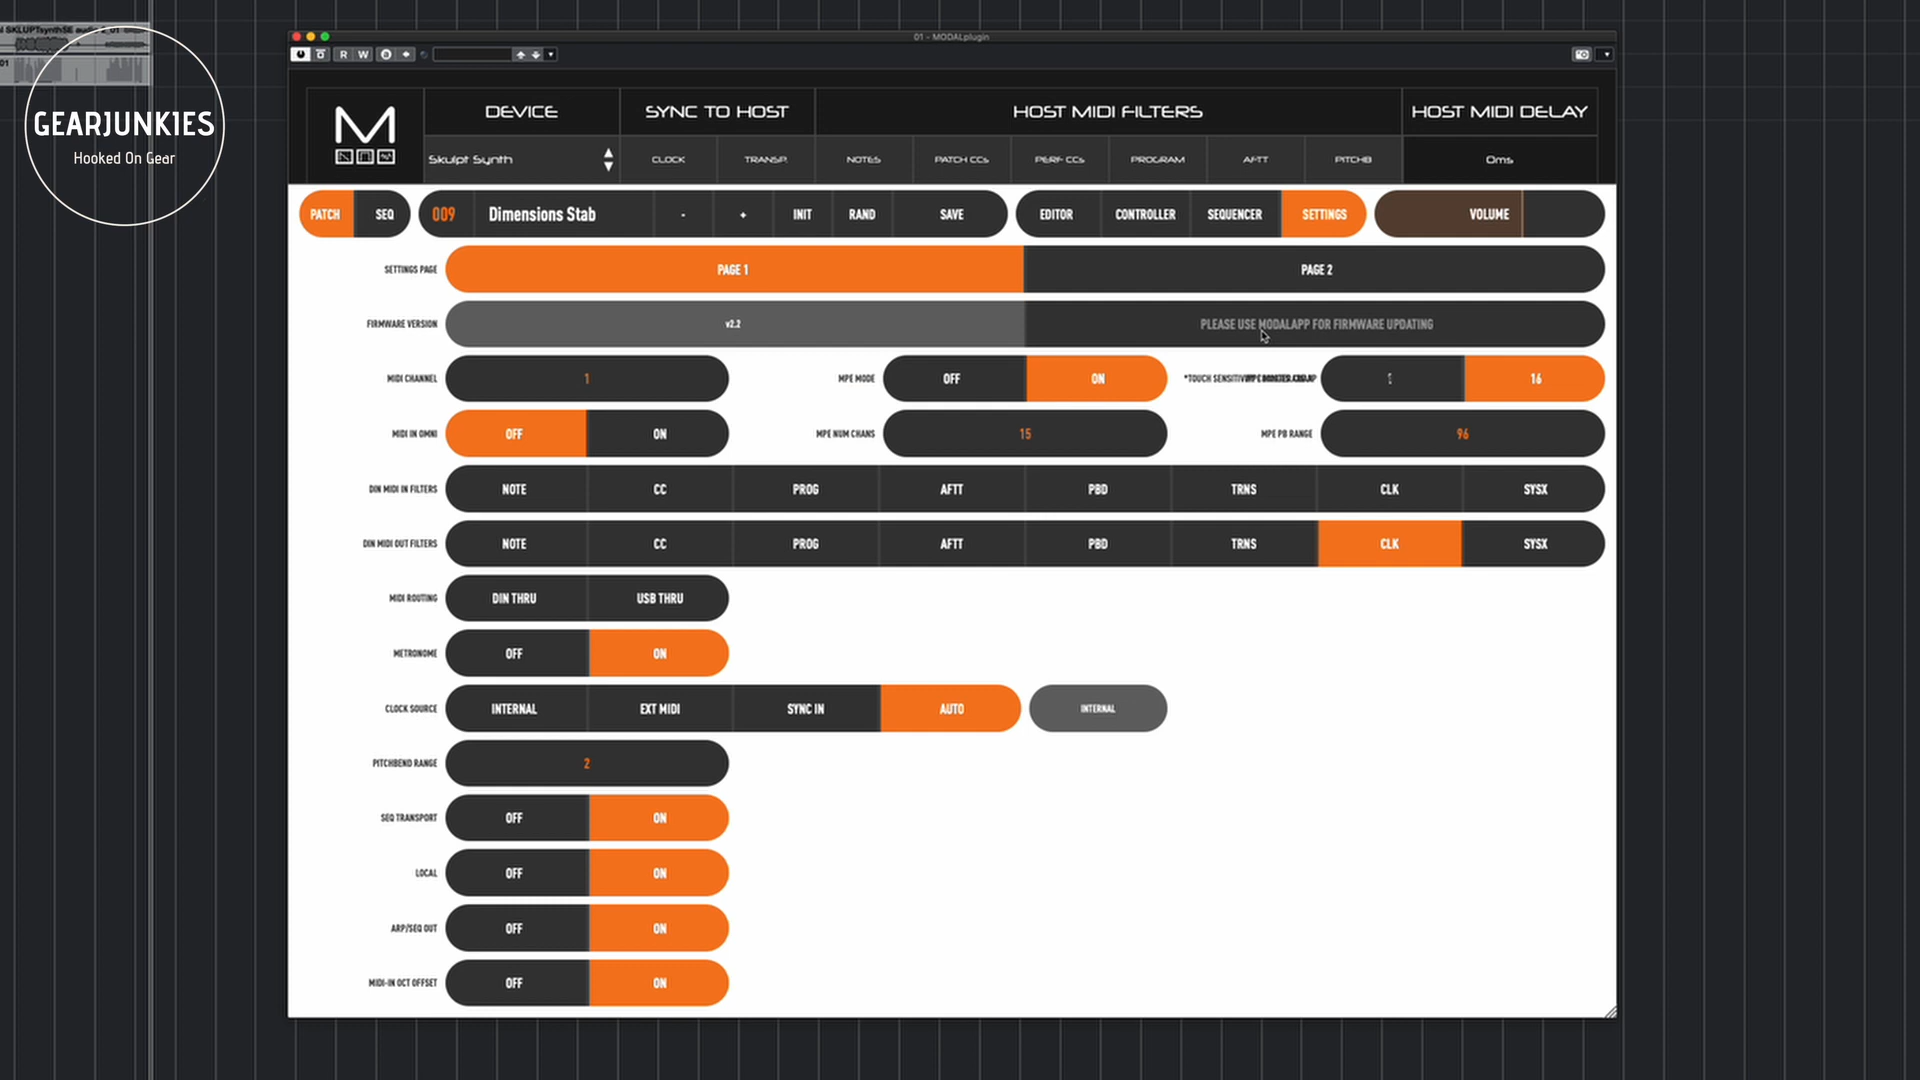 SKLUPTsynthSE au
2_01
01
GEARJUNKIES
Hooked On Gear
01 - MODALplugin
R W
M
DEVICE SYNC TO HOST HOST MIDI FILTERS HOST MIDI DELAY
Skulpt Synth CLOCK TRANSP. NOTES PATCH CCs PERF CCs PROGRAM AFTT PITCHB 0ms
PATCH SEQ 009 Dimensions Stab - + INIT RAND SAVE EDITOR CONTROLLER SEQUENCER SETTINGS VOLUME
SETTINGS PAGE PAGE 1 PAGE 2
FIRMWARE VERSION v2.2 PLEASE USE MODALAPP FOR FIRMWARE UPDATING
MIDI CHANNEL 1 MPE MODE OFF ON *TOUCH SENSITIVITY 16
MIDI IN OMNI OFF ON MPE NUM CHANS 15 MPE PB RANGE 96
DIN MIDI IN FILTERS NOTE CC PROG AFTT PBD TRNS CLK SYSX
DIN MIDI OUT FILTERS NOTE CC PROG AFTT PBD TRNS CLK SYSX
MIDI ROUTING DIN THRU USB THRU
METRONOME OFF ON
CLOCK SOURCE INTERNAL EXT MIDI SYNC IN AUTO INTERNAL
PITCHBEND RANGE 2
SEQ TRANSPORT OFF ON
LOCAL OFF ON
ARP/SEQ OUT OFF ON
MIDI-IN OCT OFFSET OFF ON